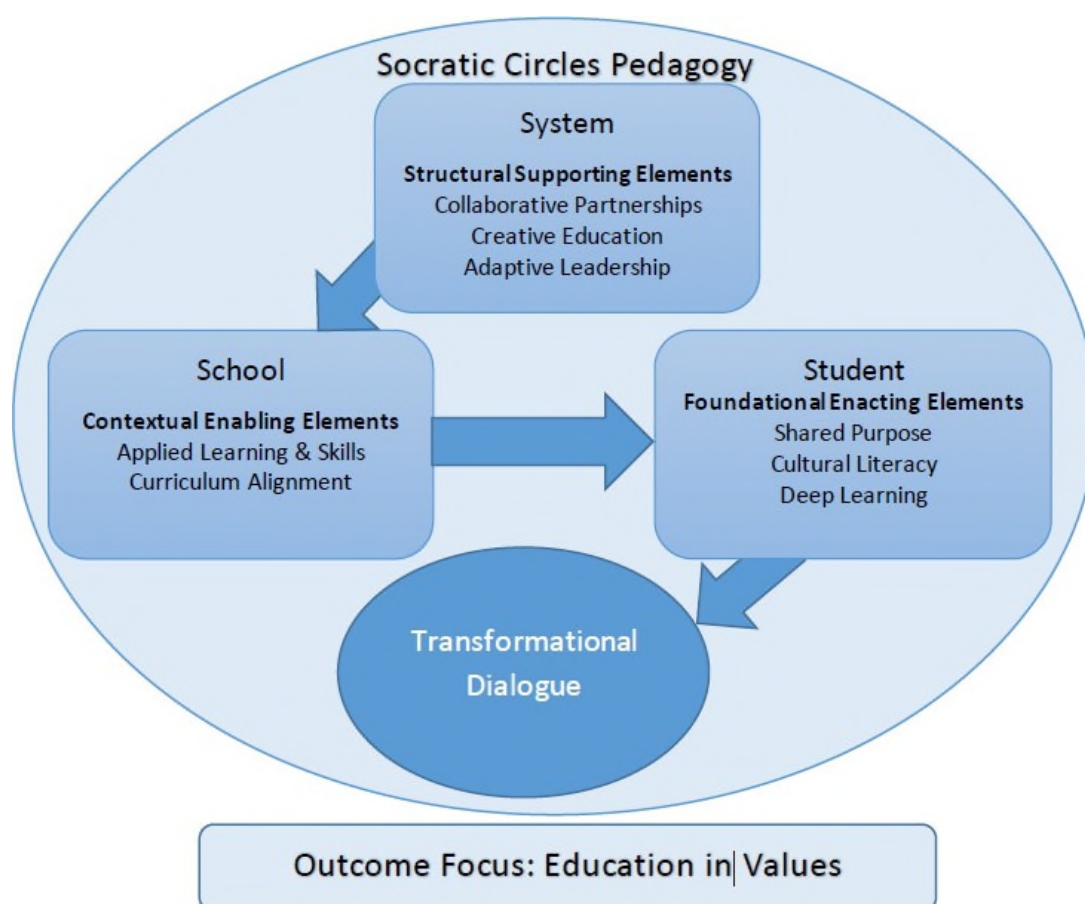 Socratic Circles Pedagogy
System
Structural Supporting Elements
Collaborative Partnerships
Creative Education
Adaptive Leadership
School
Contextual Enabling Elements
Applied Learning & Skills
Curriculum Alignment
Student
Foundational Enacting Elements
Shared Purpose
Cultural Literacy
Deep Learning
Transformational
Dialogue
Outcome Focus: Education in Values